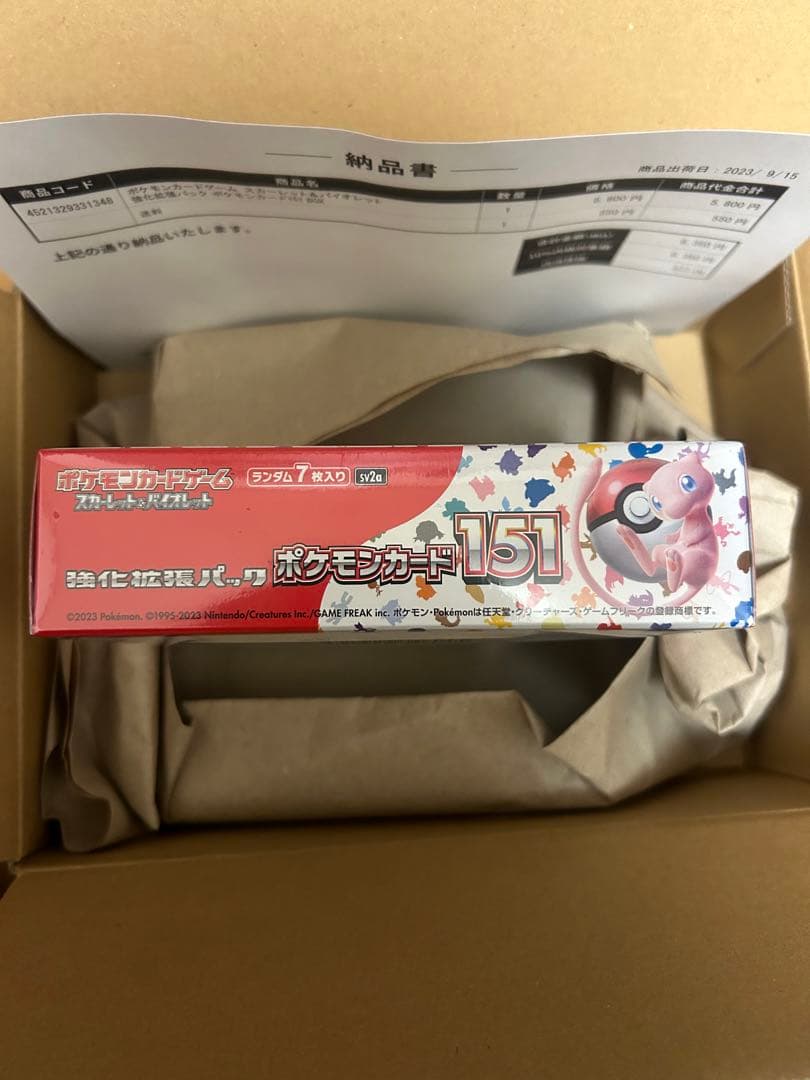 納品書
商品出荷日：2023/ 9/15
商品コード 商品名 数量 価格 商品代金合計
4521329331348 ポケモンカードゲーム スカーレット&バイオレット 強化拡張パック ポケモンカード151 BOX 1 5,800 円 5,800 円
送料 1 550 円 550 円
上記の通り納品いたします。
ポケモンカードゲーム
スカーレット&バイオレット
ランダム7枚入り sv2a
強化拡張パック ポケモンカード151
©2023 Pokémon. ©1995-2023 Nintendo/Creatures Inc./GAME FREAK inc. ポケモン・Pokémonは任天堂・クリーチャーズ・ゲームフリークの登録商標です。